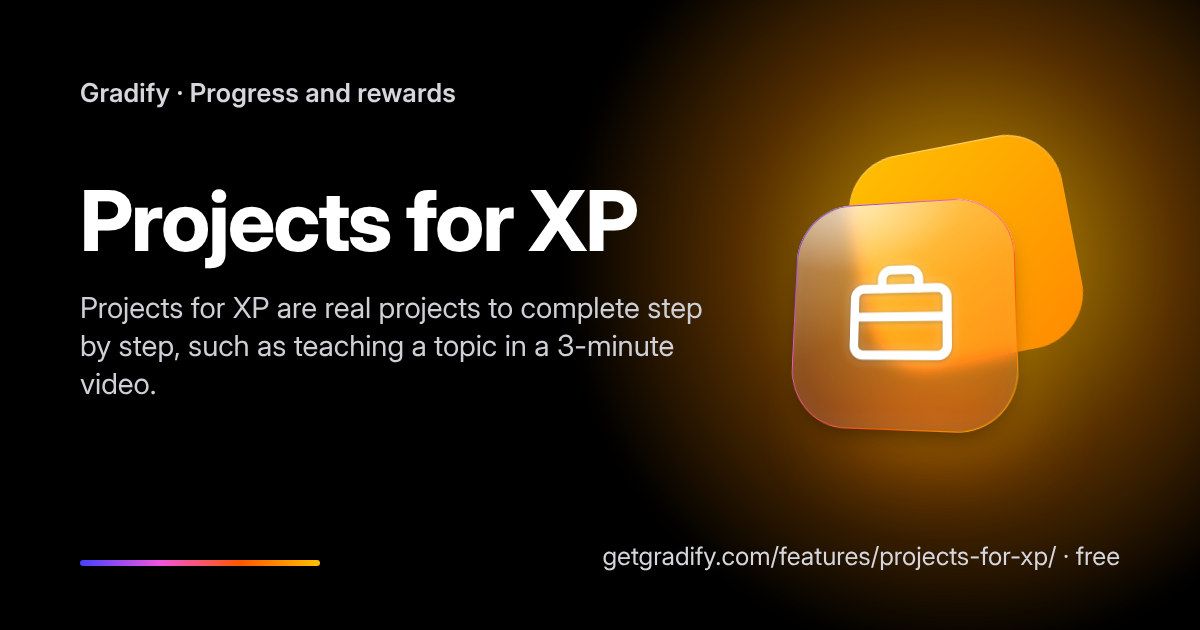 Gradify · Progress and rewards
Projects for XP
Projects for XP are real projects to complete step
by step, such as teaching a topic in a 3-minute
video.
getgradify.com/features/projects-for-xp/ · free